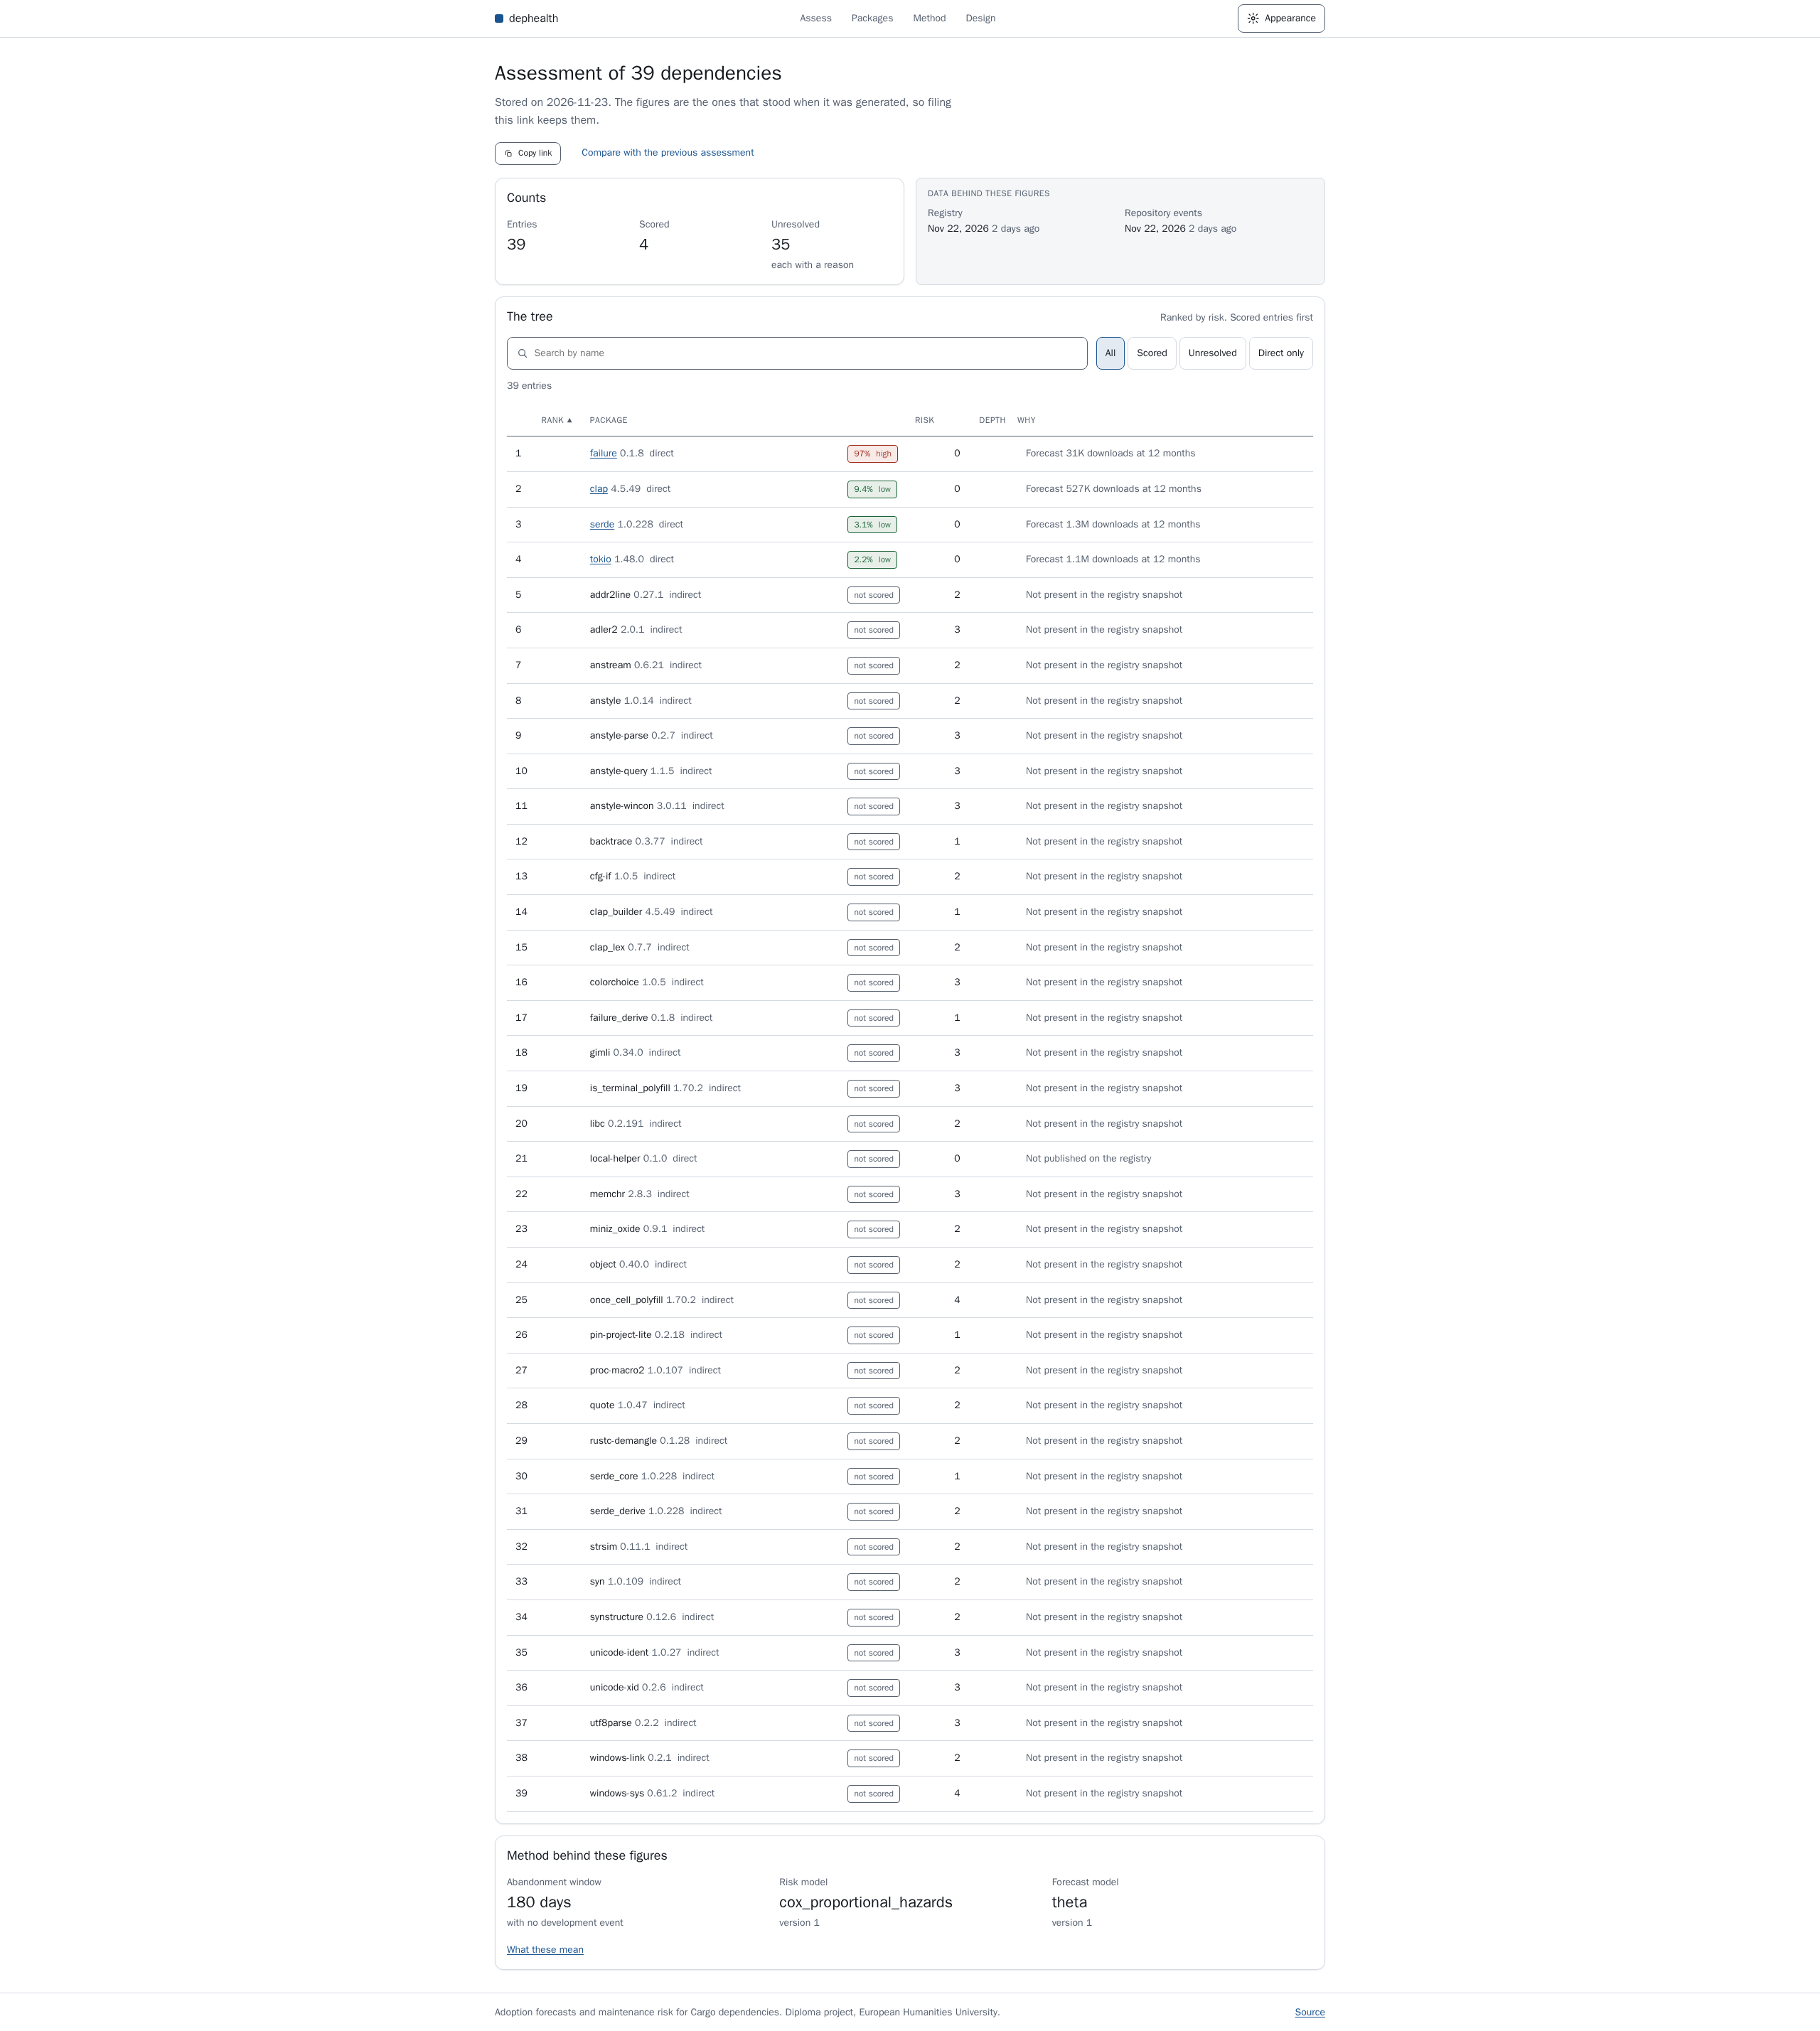 dephealth
Assess Packages Method Design
Appearance
Assessment of 39 dependencies
Stored on 2026-11-23. The figures are the ones that stood when it was generated, so filing
this link keeps them.
Copy link Compare with the previous assessment
Counts
Entries Scored Unresolved
39 4 35
each with a reason
DATA BEHIND THESE FIGURES
Registry Repository events
Nov 22, 2026 2 days ago Nov 22, 2026 2 days ago
The tree Ranked by risk. Scored entries first
Search by name All Scored Unresolved Direct only
39 entries
RANK ▲ PACKAGE RISK DEPTH WHY
1 failure 0.1.8 direct 97% high 0 Forecast 31K downloads at 12 months
2 clap 4.5.49 direct 9.4% low 0 Forecast 527K downloads at 12 months
3 serde 1.0.228 direct 3.1% low 0 Forecast 1.3M downloads at 12 months
4 tokio 1.48.0 direct 2.2% low 0 Forecast 1.1M downloads at 12 months
5 addr2line 0.27.1 indirect not scored 2 Not present in the registry snapshot
6 adler2 2.0.1 indirect not scored 3 Not present in the registry snapshot
7 anstream 0.6.21 indirect not scored 2 Not present in the registry snapshot
8 anstyle 1.0.14 indirect not scored 2 Not present in the registry snapshot
9 anstyle-parse 0.2.7 indirect not scored 3 Not present in the registry snapshot
10 anstyle-query 1.1.5 indirect not scored 3 Not present in the registry snapshot
11 anstyle-wincon 3.0.11 indirect not scored 3 Not present in the registry snapshot
12 backtrace 0.3.77 indirect not scored 1 Not present in the registry snapshot
13 cfg-if 1.0.5 indirect not scored 2 Not present in the registry snapshot
14 clap_builder 4.5.49 indirect not scored 1 Not present in the registry snapshot
15 clap_lex 0.7.7 indirect not scored 2 Not present in the registry snapshot
16 colorchoice 1.0.5 indirect not scored 3 Not present in the registry snapshot
17 failure_derive 0.1.8 indirect not scored 1 Not present in the registry snapshot
18 gimli 0.34.0 indirect not scored 3 Not present in the registry snapshot
19 is_terminal_polyfill 1.70.2 indirect not scored 3 Not present in the registry snapshot
20 libc 0.2.191 indirect not scored 2 Not present in the registry snapshot
21 local-helper 0.1.0 direct not scored 0 Not published on the registry
22 memchr 2.8.3 indirect not scored 3 Not present in the registry snapshot
23 miniz_oxide 0.9.1 indirect not scored 2 Not present in the registry snapshot
24 object 0.40.0 indirect not scored 2 Not present in the registry snapshot
25 once_cell_polyfill 1.70.2 indirect not scored 4 Not present in the registry snapshot
26 pin-project-lite 0.2.18 indirect not scored 1 Not present in the registry snapshot
27 proc-macro2 1.0.107 indirect not scored 2 Not present in the registry snapshot
28 quote 1.0.47 indirect not scored 2 Not present in the registry snapshot
29 rustc-demangle 0.1.28 indirect not scored 2 Not present in the registry snapshot
30 serde_core 1.0.228 indirect not scored 1 Not present in the registry snapshot
31 serde_derive 1.0.228 indirect not scored 2 Not present in the registry snapshot
32 strsim 0.11.1 indirect not scored 2 Not present in the registry snapshot
33 syn 1.0.109 indirect not scored 2 Not present in the registry snapshot
34 synstructure 0.12.6 indirect not scored 2 Not present in the registry snapshot
35 unicode-ident 1.0.27 indirect not scored 3 Not present in the registry snapshot
36 unicode-xid 0.2.6 indirect not scored 3 Not present in the registry snapshot
37 utf8parse 0.2.2 indirect not scored 3 Not present in the registry snapshot
38 windows-link 0.2.1 indirect not scored 2 Not present in the registry snapshot
39 windows-sys 0.61.2 indirect not scored 4 Not present in the registry snapshot
Method behind these figures
Abandonment window Risk model Forecast model
180 days cox_proportional_hazards theta
with no development event version 1 version 1
What these mean
Adoption forecasts and maintenance risk for Cargo dependencies. Diploma project, European Humanities University. Source